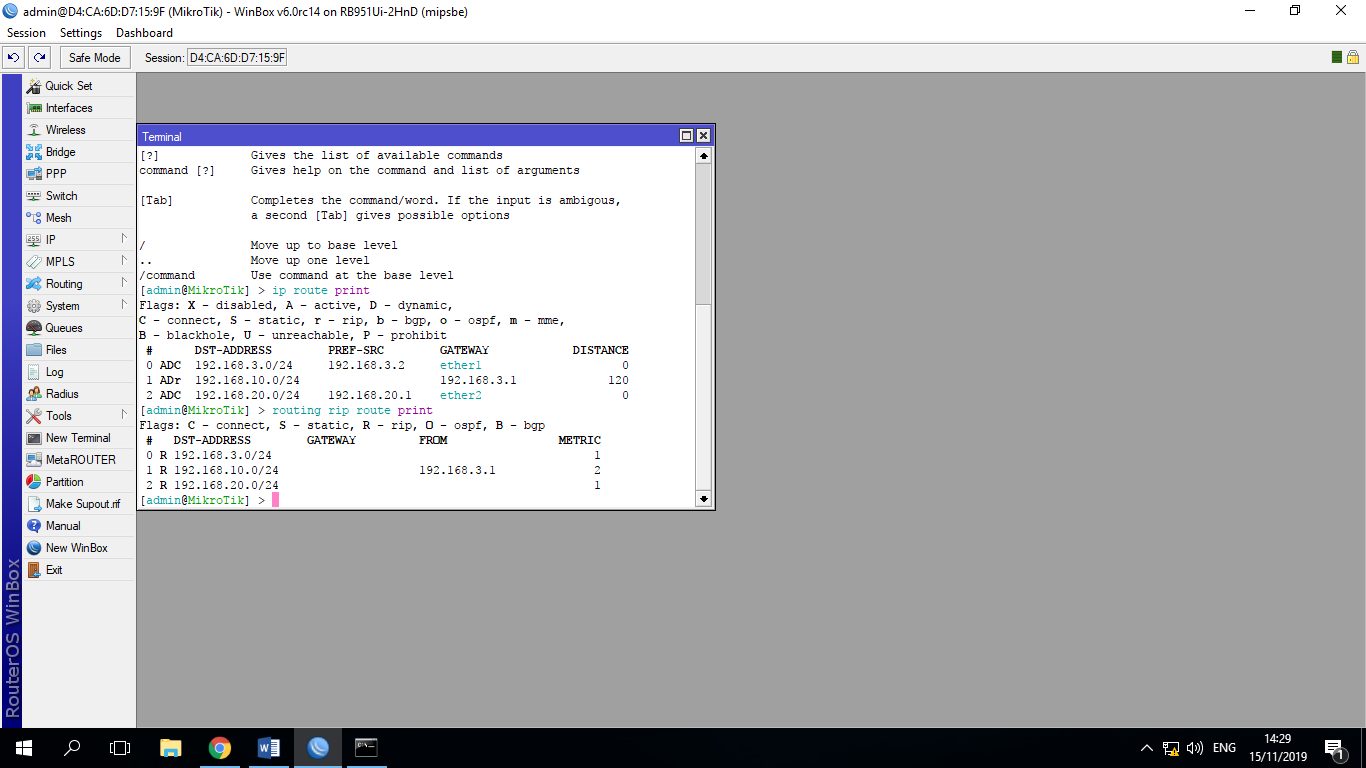 admin@D4:CA:6D:D7:15:9F (MikroTik) - WinBox v6.0rc14 on RB951Ui-2HnD (mipsbe)
Session Settings Dashboard
Safe Mode Session: D4:CA:6D:D7:15:9F
Quick Set
Interfaces
Wireless
Bridge
PPP
Switch
Mesh
IP
MPLS
Routing
System
Queues
Files
Log
Radius
Tools
New Terminal
MetaROUTER
Partition
Make Supout.rif
Manual
New WinBox
Exit
RouterOS WinBox
Terminal
[?] Gives the list of available commands
command [?] Gives help on the command and list of arguments
[Tab] Completes the command/word. If the input is ambigous,
a second [Tab] gives possible options
/ Move up to base level
.. Move up one level
/command Use command at the base level
[admin@MikroTik] > ip route print
Flags: X - disabled, A - active, D - dynamic,
C - connect, S - static, r - rip, b - bgp, o - ospf, m - mme,
B - blackhole, U - unreachable, P - prohibit
# DST-ADDRESS PREF-SRC GATEWAY DISTANCE
0 ADC 192.168.3.0/24 192.168.3.2 ether1 0
1 ADr 192.168.10.0/24 192.168.3.1 120
2 ADC 192.168.20.0/24 192.168.20.1 ether2 0
[admin@MikroTik] > routing rip route print
Flags: C - connect, S - static, R - rip, O - ospf, B - bgp
# DST-ADDRESS GATEWAY FROM METRIC
0 R 192.168.3.0/24 1
1 R 192.168.10.0/24 192.168.3.1 2
2 R 192.168.20.0/24 1
[admin@MikroTik] >
ENG
14:29
15/11/2019
1